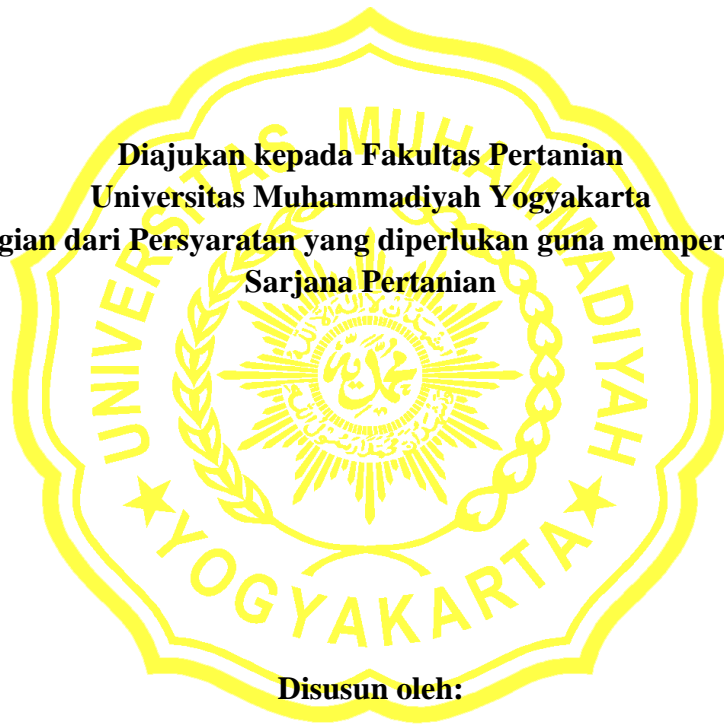 Diajukan kepada Fakultas Pertanian
Universitas Muhammadiyah Yogyakarta
gian dari Persyaratan yang diperlukan guna memper
Sarjana Pertanian
UNIVERSITAS MUHAMMADIYAH
YOGYAKARTA
Disusun oleh: